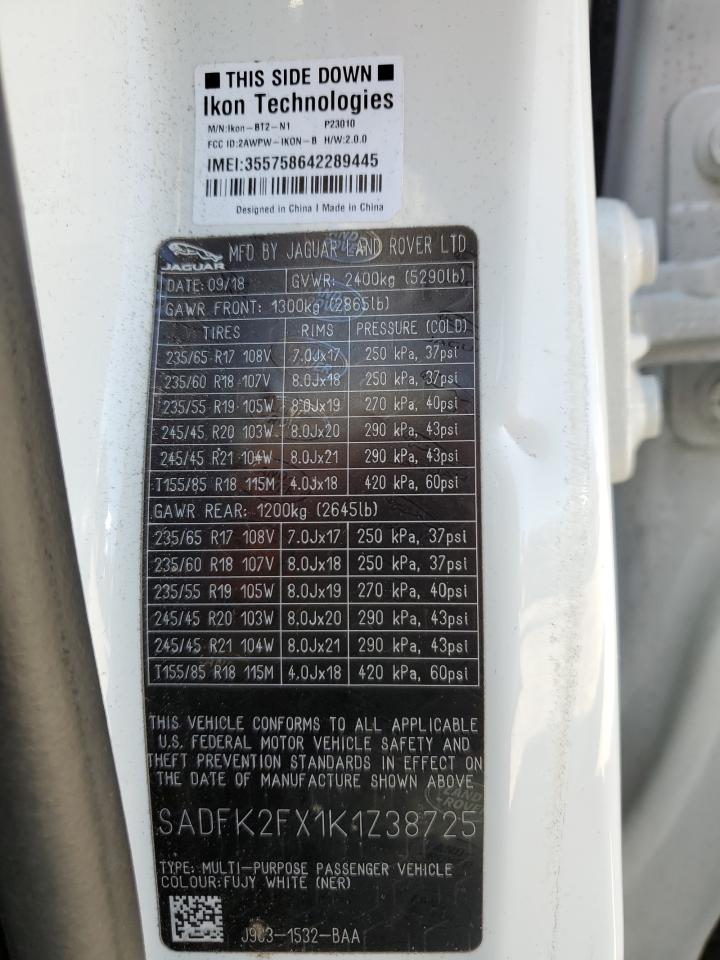 THIS SIDE DOWN
Ikon Technologies
M/N:Ikon-BT2-N1 P23010
FCC ID:2AWPW-IKON-B H/W:2.0.0
IMEI:355758642289445
Designed in China | Made in China
JAGUAR MFD BY JAGUAR LAND ROVER LTD
DATE: 09/18 GVWR: 2400kg (5290lb)
GAWR FRONT: 1300kg (2865lb)
TIRES RIMS PRESSURE (COLD)
235/65 R17 108V 7.0Jx17 250 kPa, 37psi
235/60 R18 107V 8.0Jx18 250 kPa, 37psi
235/55 R19 105W 8.0Jx19 270 kPa, 40psi
245/45 R20 103W 8.0Jx20 290 kPa, 43psi
245/45 R21 104W 8.0Jx21 290 kPa, 43psi
T155/85 R18 115M 4.0Jx18 420 kPa, 60psi
GAWR REAR: 1200kg (2645lb)
235/65 R17 108V 7.0Jx17 250 kPa, 37psi
235/60 R18 107V 8.0Jx18 250 kPa, 37psi
235/55 R19 105W 8.0Jx19 270 kPa, 40psi
245/45 R20 103W 8.0Jx20 290 kPa, 43psi
245/45 R21 104W 8.0Jx21 290 kPa, 43psi
T155/85 R18 115M 4.0Jx18 420 kPa, 60psi
THIS VEHICLE CONFORMS TO ALL APPLICABLE
U.S. FEDERAL MOTOR VEHICLE SAFETY AND
THEFT PREVENTION STANDARDS IN EFFECT ON
THE DATE OF MANUFACTURE SHOWN ABOVE
SADFK2FX1K1Z38725
TYPE: MULTI-PURPOSE PASSENGER VEHICLE
COLOUR:FUJY WHITE (NER)
J9C3-1532-BAA